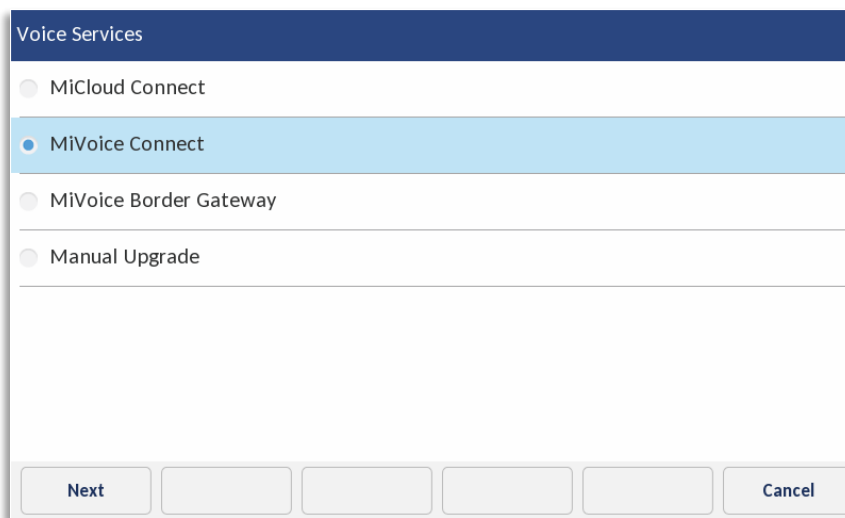 Voice Services
MiCloud Connect
MiVoice Connect
MiVoice Border Gateway
Manual Upgrade
Next Cancel